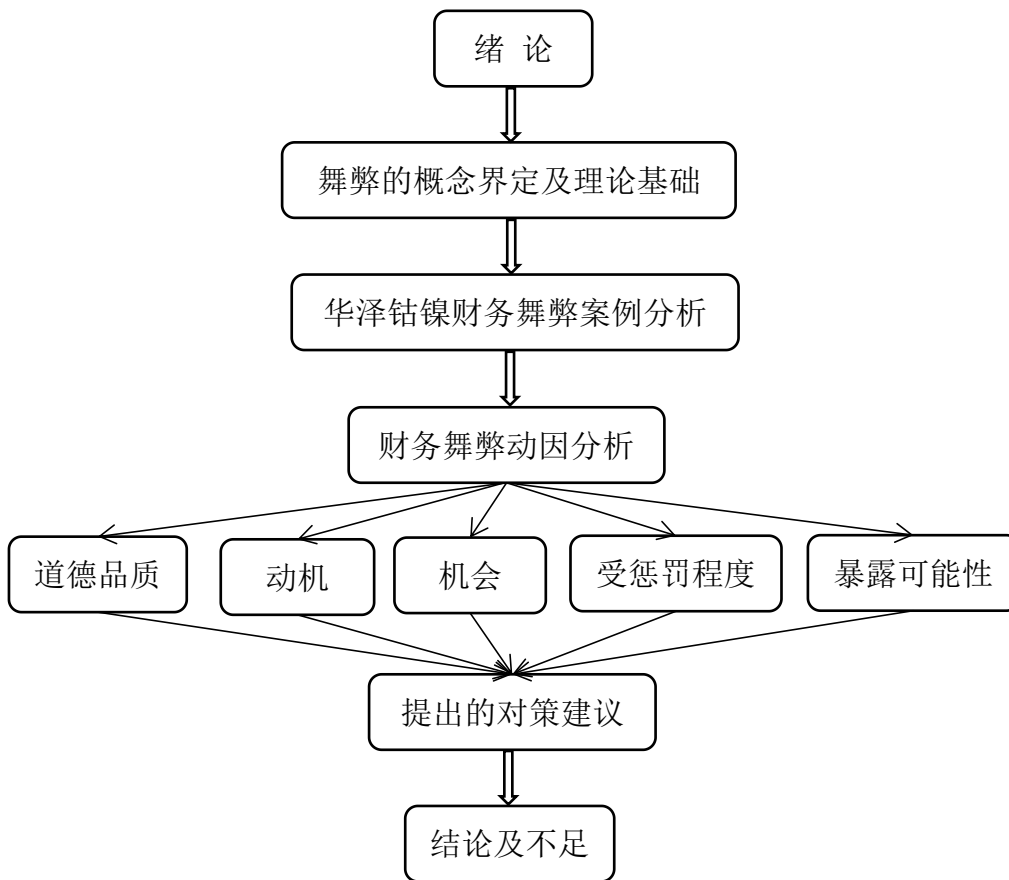 绪 论
舞弊的概念界定及理论基础
华泽钴镍财务舞弊案例分析
财务舞弊动因分析
道德品质
动机
机会
受惩罚程度
暴露可能性
提出的对策建议
结论及不足